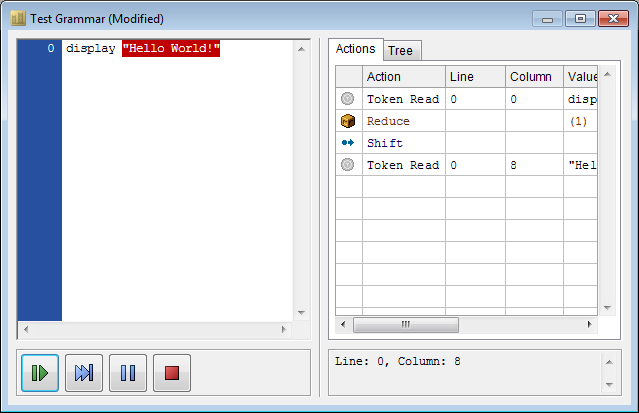 Test Grammar (Modified)
0 display "Hello World!"
Actions Tree
Action Line Column Value
Token Read 0 0 disp
Reduce (1)
Shift
Token Read 0 8 "Hel
Line: 0, Column: 8